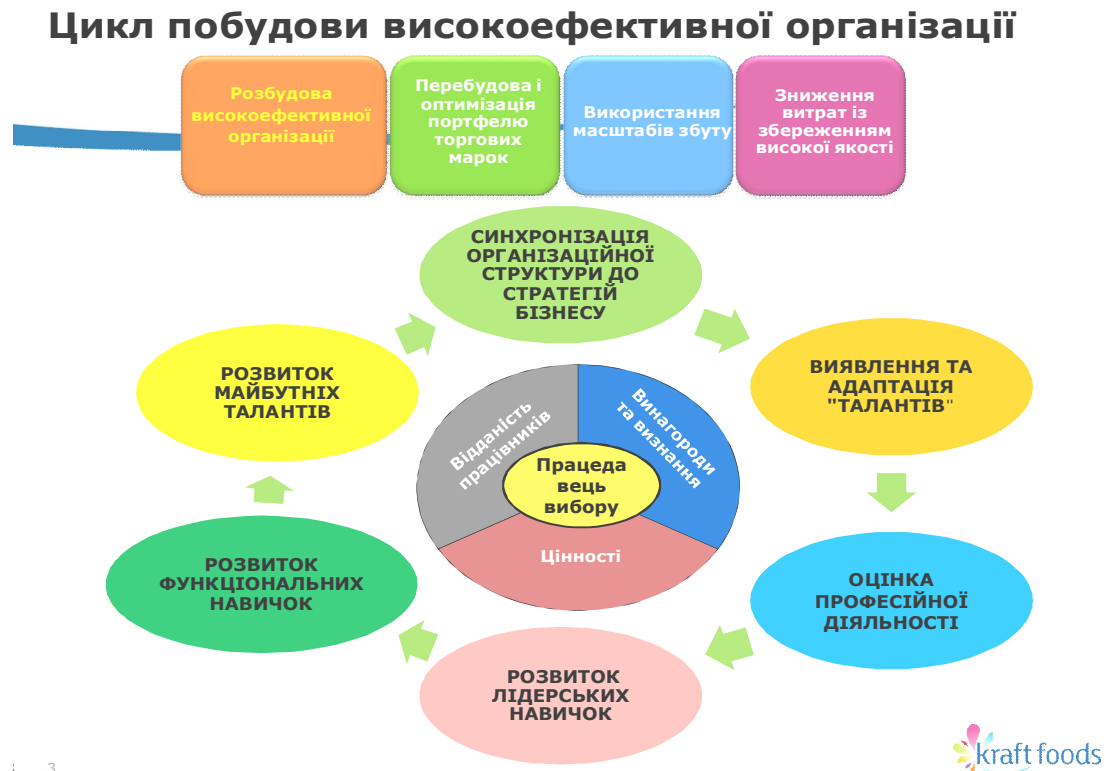 Цикл побудови високоефективної організації
Розбудова
високоефективної
організації
Перебудова і
оптимізація
портфелю
торгових
марок
Використання
масштабів збуту
Зниження
витрат із
збереженням
високої якості
СИНХРОНІЗАЦІЯ
ОРГАНІЗАЦІЙНОЇ
СТРУКТУРИ ДО
СТРАТЕГІЙ
БІЗНЕСУ
ВИЯВЛЕННЯ ТА
АДАПТАЦІЯ
"ТАЛАНТІВ"
ОЦІНКА
ПРОФЕСІЙНОЇ
ДІЯЛЬНОСТІ
РОЗВИТОК
ЛІДЕРСЬКИХ
НАВИЧОК
РОЗВИТОК
ФУНКЦІОНАЛЬНИХ
НАВИЧОК
РОЗВИТОК
МАЙБУТНІХ
ТАЛАНТІВ
Відданість
працівників
Винагороди
та визнання
Цінності
Працеда
вець
вибору
kraft foods
3